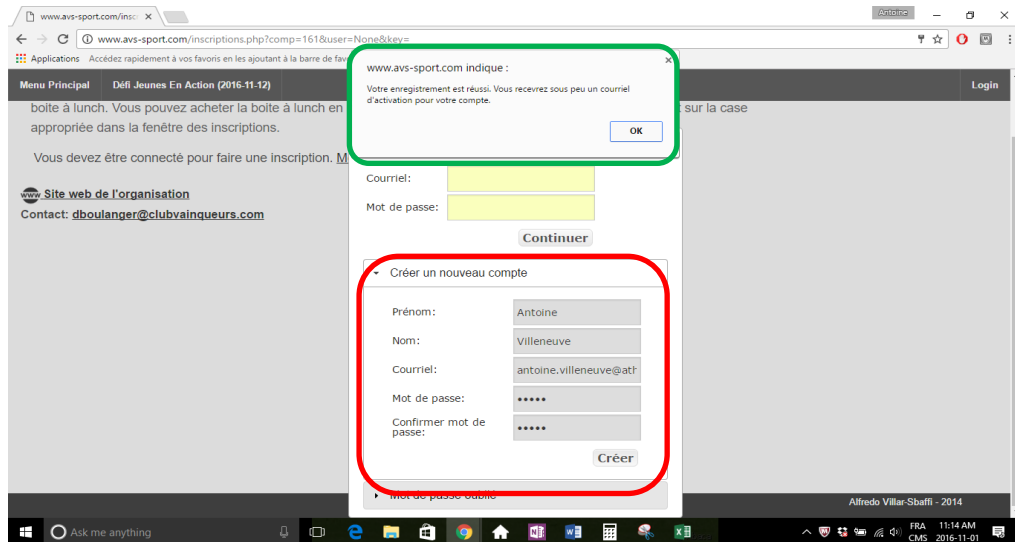 www.avs-sport.com/insc
Antoine
www.avs-sport.com/inscriptions.php?comp=161&user=None&key=
Applications Accédez rapidement à vos favoris en les ajoutant à la barre de fav
www.avs-sport.com indique :
Votre enregistrement est réussi. Vous recevrez sous peu un courriel
d'activation pour votre compte.
OK
Menu Principal Défi Jeunes En Action (2016-11-12) Login
boite à lunch. Vous pouvez acheter la boite à lunch en t sur la case
appropriée dans la fenêtre des inscriptions.
Vous devez être connecté pour faire une inscription. M
www Site web de l'organisation
Contact: dboulanger@clubvainqueurs.com
Courriel:
Mot de passe:
Continuer
Créer un nouveau compte
Prénom: Antoine
Nom: Villeneuve
Courriel: antoine.villeneuve@ath
Mot de passe: •••••
Confirmer mot de
passe: •••••
Créer
Mot de passe oublié
Alfredo Villar-Sbaffi - 2014
Ask me anything
FRA 11:14 AM
CMS 2016-11-01